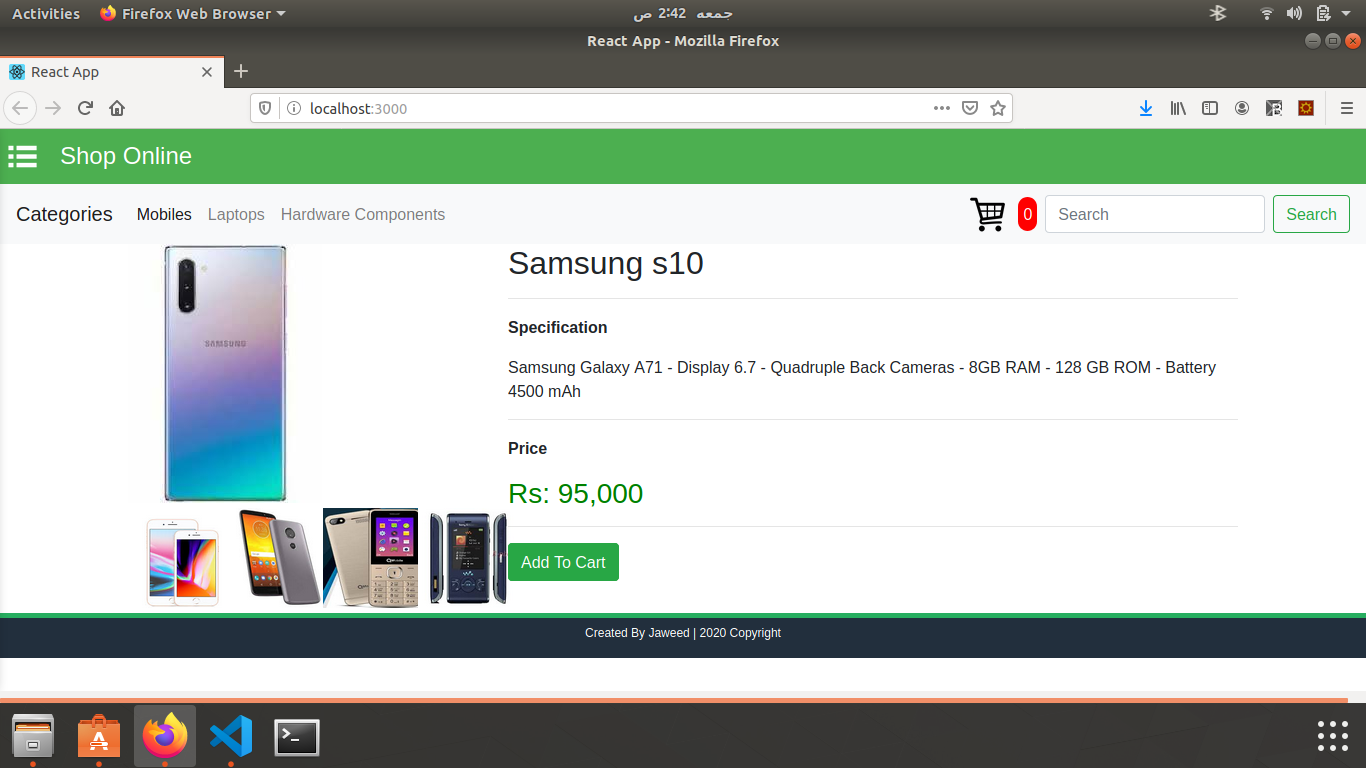 Activities
Firefox Web Browser
جمعه 2:42 ص
React App - Mozilla Firefox
React App
localhost:3000
Shop Online
Categories
Mobiles
Laptops
Hardware Components
0
Search
Search
Samsung s10
SAMSUNG
Specification
Samsung Galaxy A71 - Display 6.7 - Quadruple Back Cameras - 8GB RAM - 128 GB ROM - Battery
4500 mAh
Price
Rs: 95,000
Add To Cart
Created By Jaweed | 2020 Copyright